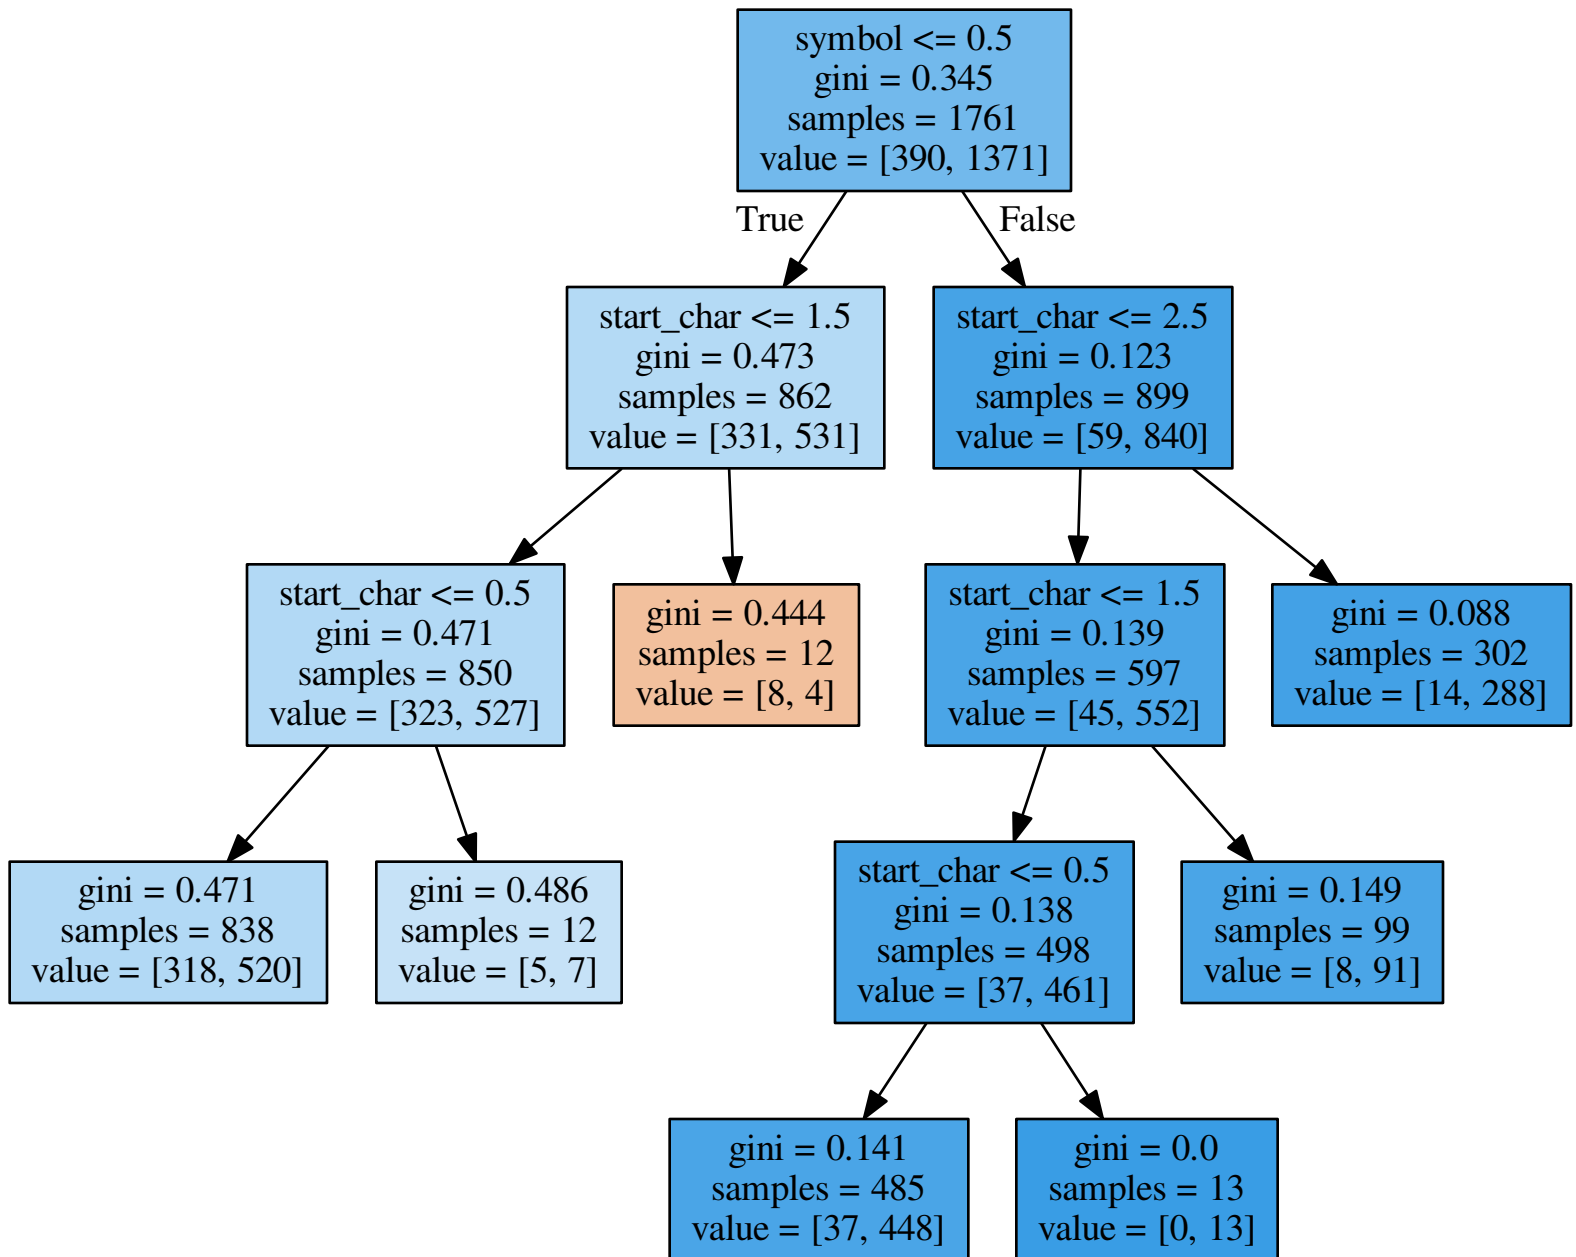 symbol <= 0.5
gini = 0.345
samples = 1761
value = [390, 1371]
True
False
start_char <= 1.5
gini = 0.473
samples = 862
value = [331, 531]
start_char <= 2.5
gini = 0.123
samples = 899
value = [59, 840]
start_char <= 0.5
gini = 0.471
samples = 850
value = [323, 527]
gini = 0.444
samples = 12
value = [8, 4]
start_char <= 1.5
gini = 0.139
samples = 597
value = [45, 552]
gini = 0.088
samples = 302
value = [14, 288]
gini = 0.471
samples = 838
value = [318, 520]
gini = 0.486
samples = 12
value = [5, 7]
start_char <= 0.5
gini = 0.138
samples = 498
value = [37, 461]
gini = 0.149
samples = 99
value = [8, 91]
gini = 0.141
samples = 485
value = [37, 448]
gini = 0.0
samples = 13
value = [0, 13]